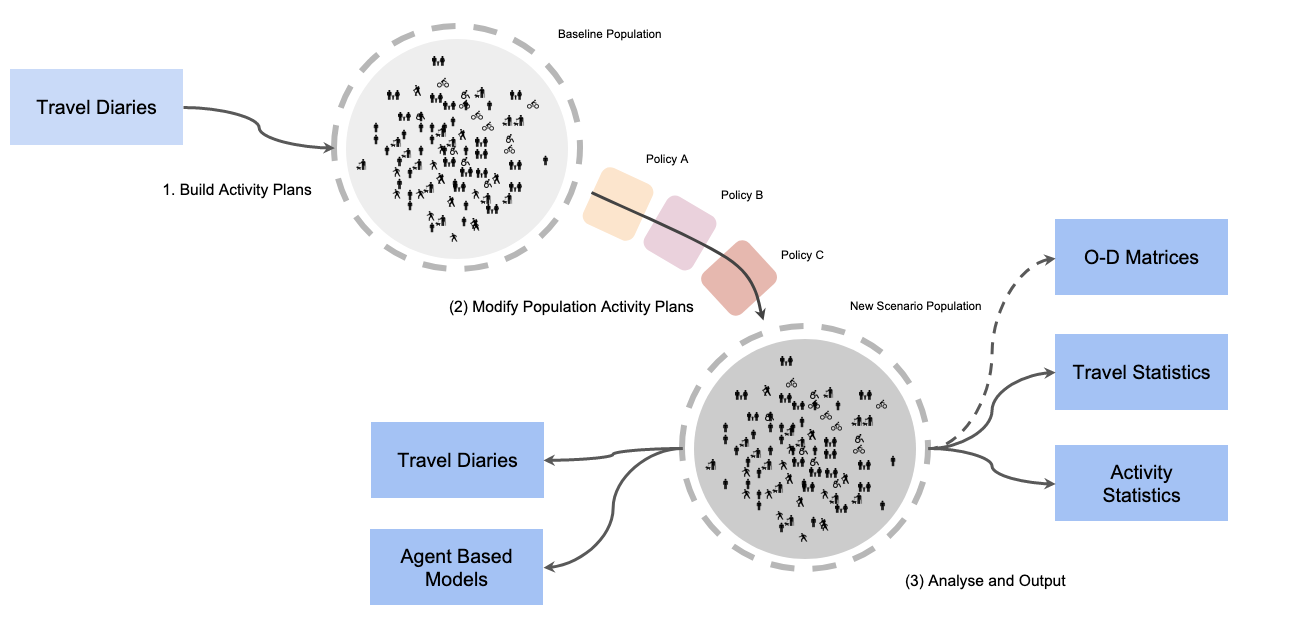 Baseline Population
Travel Diaries
1. Build Activity Plans
Policy A
Policy B
Policy C
(2) Modify Population Activity Plans
New Scenario Population
O-D Matrices
Travel Statistics
Activity
Statistics
Travel Diaries
Agent Based
Models
(3) Analyse and Output